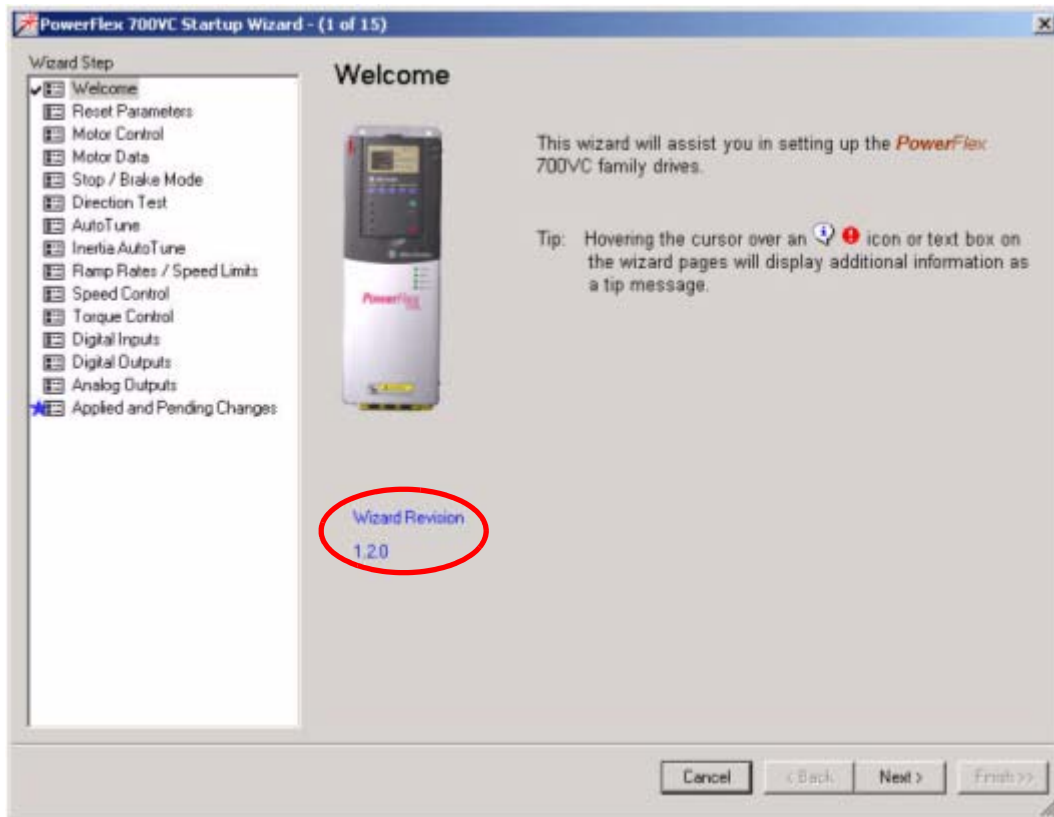 PowerFlex 700VC Startup Wizard - (1 of 15)
Wizard Step
Welcome
Reset Parameters
Motor Control
Motor Data
Stop / Brake Mode
Direction Test
AutoTune
Inertia AutoTune
Ramp Rates / Speed Limits
Speed Control
Torque Control
Digital Inputs
Digital Outputs
Analog Outputs
Applied and Pending Changes
Welcome
This wizard will assist you in setting up the PowerFlex
700VC family drives.
Tip: Hovering the cursor over an icon or text box on
the wizard pages will display additional information as
a tip message.
PowerFlex
Wizard Revision
1.2.0
Cancel
< Back
Next >
Finish >>